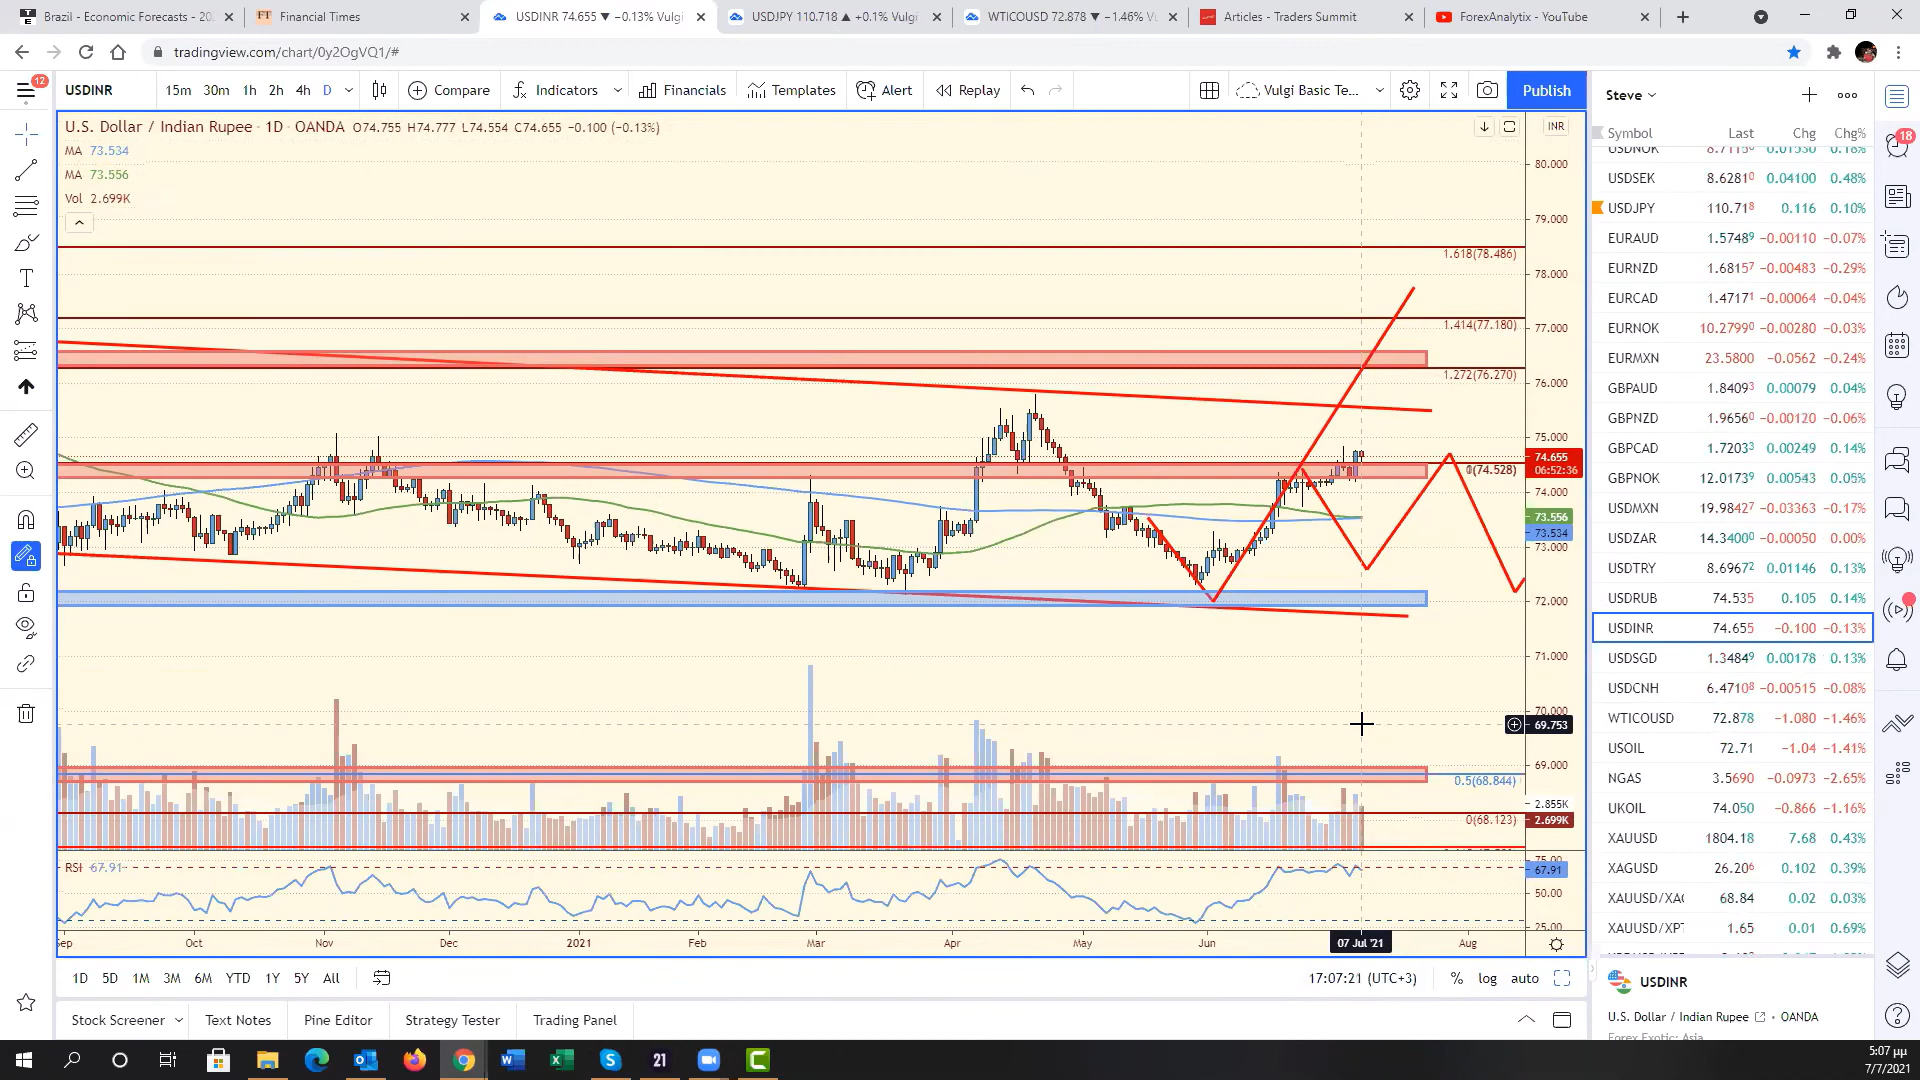 Brazil - Economic Forecasts - 20
Financial Times
USDINR 74.655 ▼ −0.13% Vulgi
USDJPY 110.718 ▲ +0.1% Vulgi
WTICOUSD 72.878 ▼ −1.46% Vu
Articles - Traders Summit
ForexAnalytix - YouTube
tradingview.com/chart/0y2OgVQ1/#
12
USDINR
15m 30m 1h 2h 4h D
Compare
Indicators
Financials
Templates
Alert
Replay
Vulgi Basic Te...
Publish
Steve
U.S. Dollar / Indian Rupee · 1D · OANDA O74.755 H74.777 L74.554 C74.655 −0.100 (−0.13%)
MA 73.534
MA 73.556
Vol 2.699K
INR
80.000
79.000
1.618(78.486)
78.000
1.414(77.180)
77.000
1.272(76.270)
76.000
75.000
74.655
06:52:36
0(74.528)
74.000
73.556
73.534
73.000
72.000
71.000
70.000
69.753
69.000
0.5(68.844)
2.855K
0(68.123)
2.699K
RSI 67.91
75.00
67.91
50.00
25.00
Sep Oct Nov Dec 2021 Feb Mar Apr May Jun 07 Jul '21 Aug
1D 5D 1M 3M 6M YTD 1Y 5Y All
17:07:21 (UTC+3)
% log auto
Stock Screener
Text Notes
Pine Editor
Strategy Tester
Trading Panel
Symbol Last Chg Chg%
USDNOK 8.7115⁰ 0.01530 0.18%
USDSEK 8.6281⁰ 0.04100 0.48%
USDJPY 110.71⁸ 0.116 0.10%
EURAUD 1.5748⁹ −0.00110 −0.07%
EURNZD 1.6815⁷ −0.00483 −0.29%
EURCAD 1.4717¹ −0.00064 −0.04%
EURNOK 10.2799⁰ −0.00280 −0.03%
EURMXN 23.5800 −0.0562 −0.24%
GBPAUD 1.8409³ 0.00079 0.04%
GBPNZD 1.9656⁰ −0.00120 −0.06%
GBPCAD 1.7203³ 0.00249 0.14%
GBPNOK 12.0173⁹ 0.00543 0.05%
USDMXN 19.98427 −0.03363 −0.17%
USDZAR 14.3400⁰ −0.00050 0.00%
USDTRY 8.6967² 0.01146 0.13%
USDRUB 74.535 0.105 0.14%
USDINR 74.655 −0.100 −0.13%
USDSGD 1.3484⁹ 0.00178 0.13%
USDCNH 6.4710⁸ −0.00515 −0.08%
WTICOUSD 72.878 −1.080 −1.46%
USOIL 72.71 −1.04 −1.41%
NGAS 3.5690 −0.0973 −2.65%
UKOIL 74.050 −0.866 −1.16%
XAUUSD 1804.18 7.68 0.43%
XAGUSD 26.20⁶ 0.102 0.39%
XAUUSD/XAG 68.84 0.02 0.03%
XAUUSD/XPT 1.65 0.01 0.69%
USDINR
U.S. Dollar / Indian Rupee · OANDA
Forex Exotic: Asia
18
21
5:07 μμ
7/7/2021